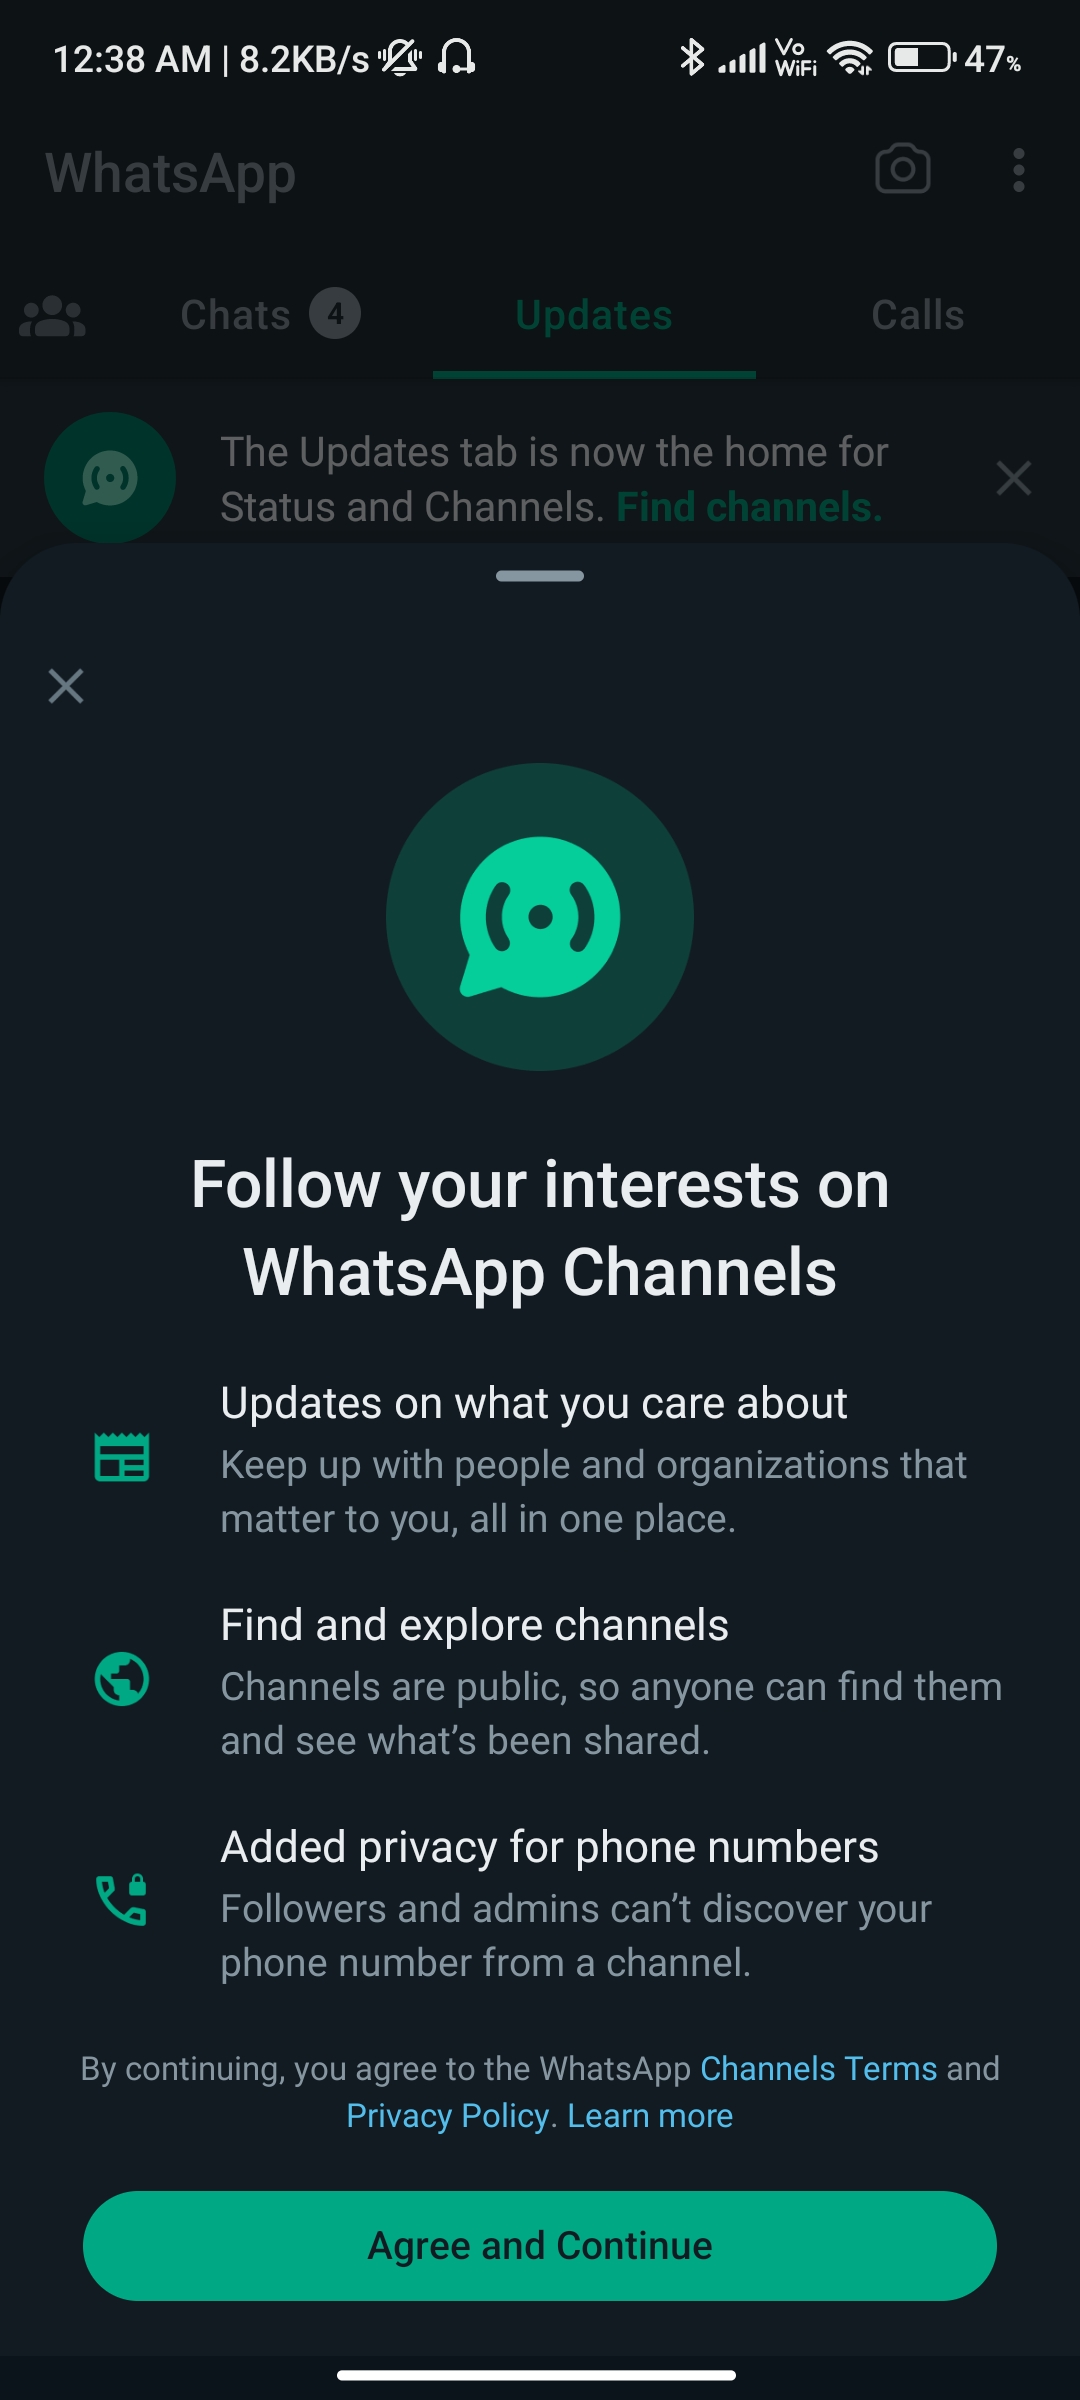 12:38 AM | 8.2KB/s Vo WiFi 47%
WhatsApp
Chats 4 Updates Calls
The Updates tab is now the home for
Status and Channels. Find channels.
Follow your interests on
WhatsApp Channels
Updates on what you care about
Keep up with people and organizations that
matter to you, all in one place.
Find and explore channels
Channels are public, so anyone can find them
and see what’s been shared.
Added privacy for phone numbers
Followers and admins can’t discover your
phone number from a channel.
By continuing, you agree to the WhatsApp Channels Terms and
Privacy Policy. Learn more
Agree and Continue